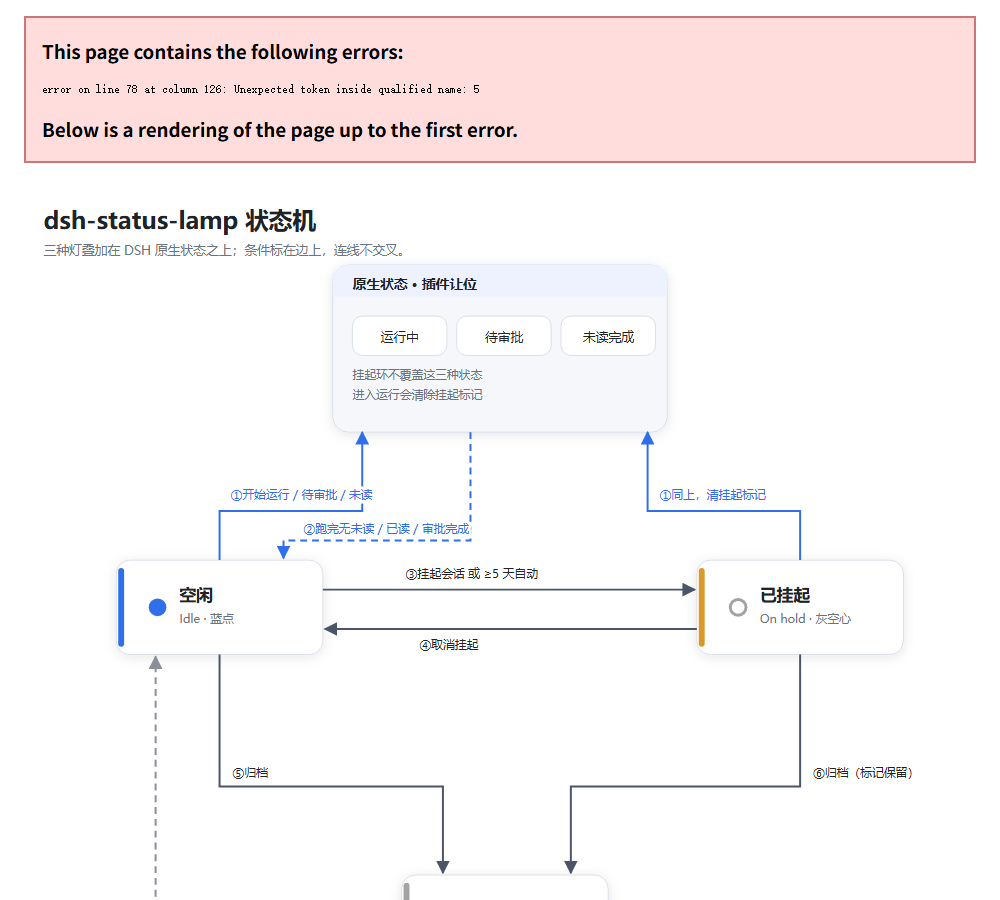 This page contains the following errors:
error on line 78 at column 126: Unexpected token inside qualified name: 5
Below is a rendering of the page up to the first error.
dsh-status-lamp 状态机
三种灯叠加在 DSH 原生状态之上；条件标在边上，连线不交叉。
原生状态 • 插件让位
运行中
待审批
未读完成
挂起环不覆盖这三种状态
进入运行会清除挂起标记
①开始运行 / 待审批 / 未读
①同上，清挂起标记
②跑完无未读 / 已读 / 审批完成
③挂起会话 或 ≥5 天自动
空闲
Idle · 蓝点
已挂起
On hold · 灰空心
④取消挂起
⑤归档
⑥归档（标记保留）